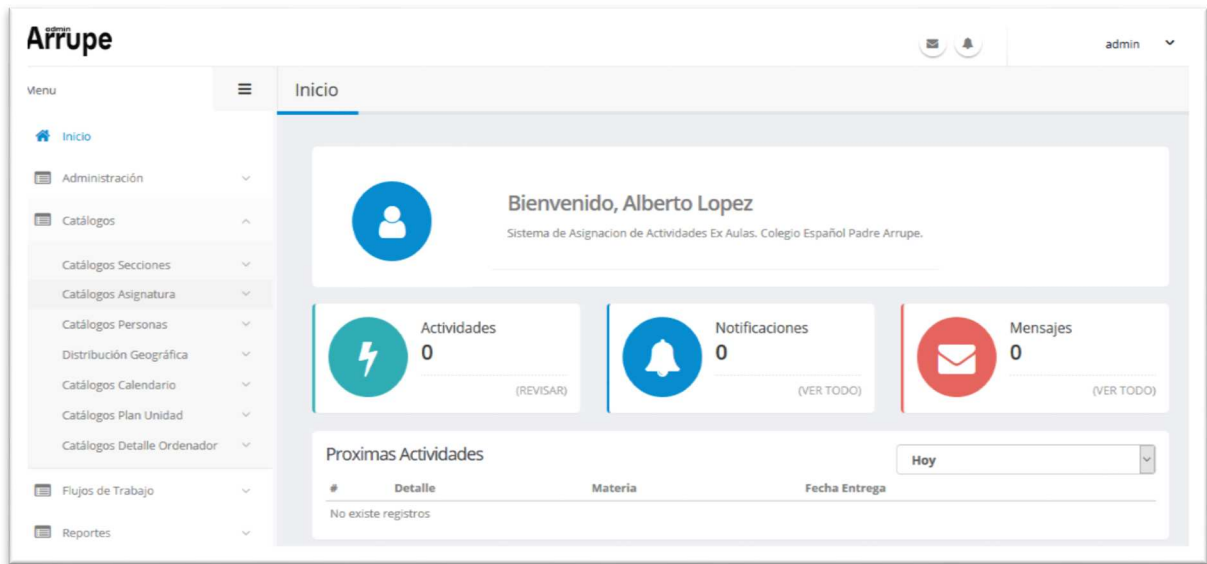 admin
Arrupe
admin
Menu
Inicio
Inicio
Administración
Catálogos
Catálogos Secciones
Catálogos Asignatura
Catálogos Personas
Distribución Geográfica
Catálogos Calendario
Catálogos Plan Unidad
Catálogos Detalle Ordenador
Flujos de Trabajo
Reportes
Bienvenido, Alberto Lopez
Sistema de Asignacion de Actividades Ex Aulas. Colegio Español Padre Arrupe.
Actividades
0
(REVISAR)
Notificaciones
0
(VER TODO)
Mensajes
0
(VER TODO)
Proximas Actividades
Hoy
# Detalle Materia Fecha Entrega
No existe registros